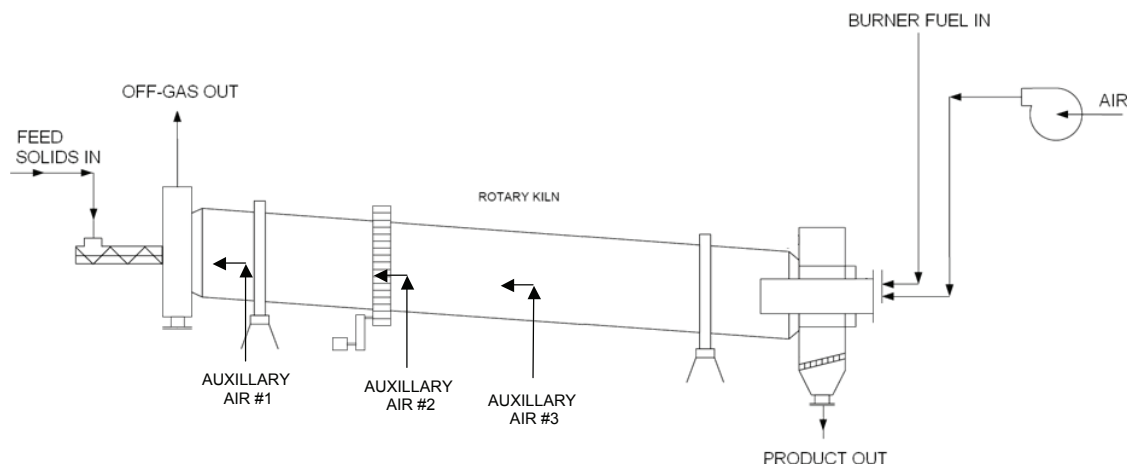 BURNER FUEL IN
OFF-GAS OUT
AIR
FEED
SOLIDS IN
ROTARY KILN
AUXILLARY
AIR #1
AUXILLARY
AIR #2
AUXILLARY
AIR #3
PRODUCT OUT